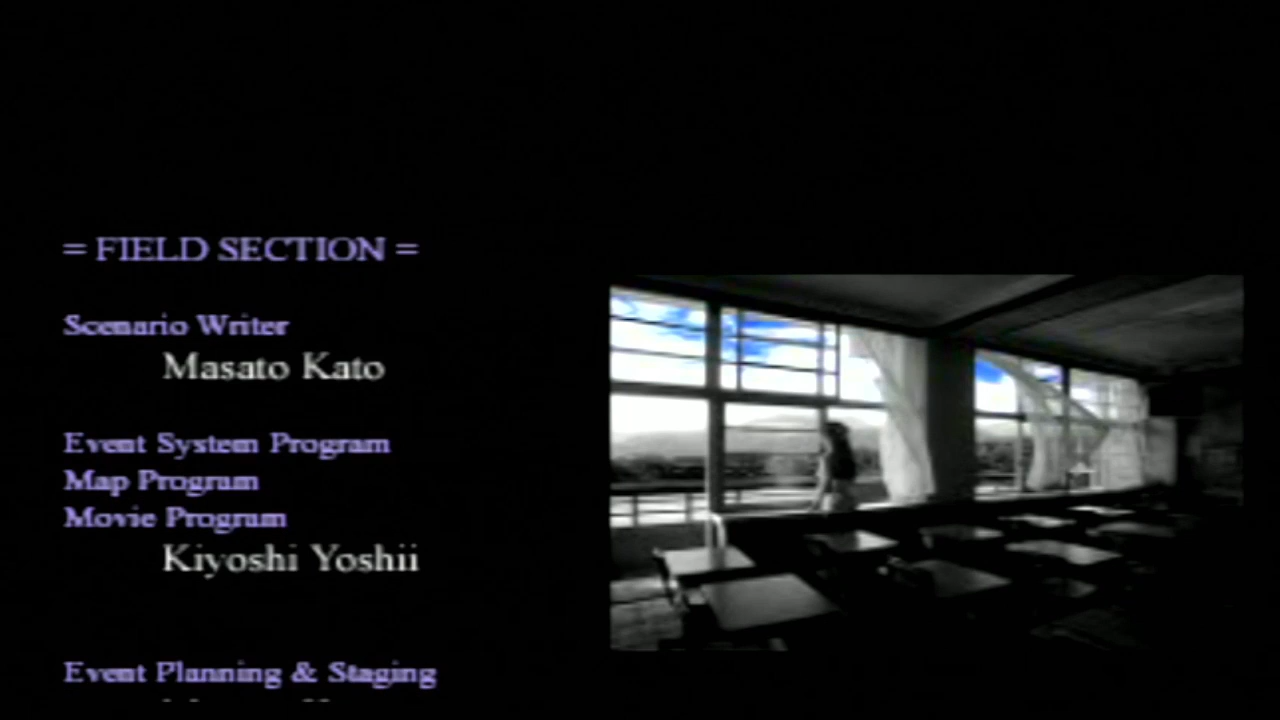 = FIELD SECTION =
Scenario Writer
Masato Kato
Event System Program
Map Program
Movie Program
Kiyoshi Yoshii
Event Planning & Staging